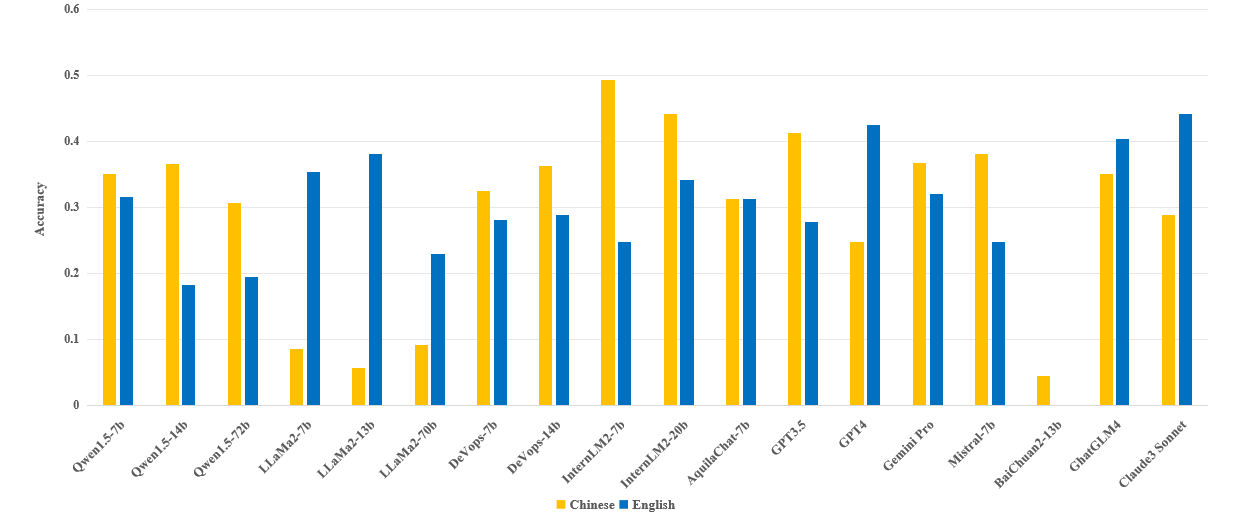 0.6
0.5
0.4
0.3
0.2
0.1
0
Accuracy
Qwen1.5-7b
Qwen1.5-14b
Qwen1.5-72b
LLaMa2-7b
LLaMa2-13b
LLaMa2-70b
DeVops-7b
DeVops-14b
InternLM2-7b
InternLM2-20b
AquilaChat-7b
GPT3.5
GPT4
Gemini Pro
Mistral-7b
BaiChuan2-13b
GhatGLM4
Claude3 Sonnet
Chinese English